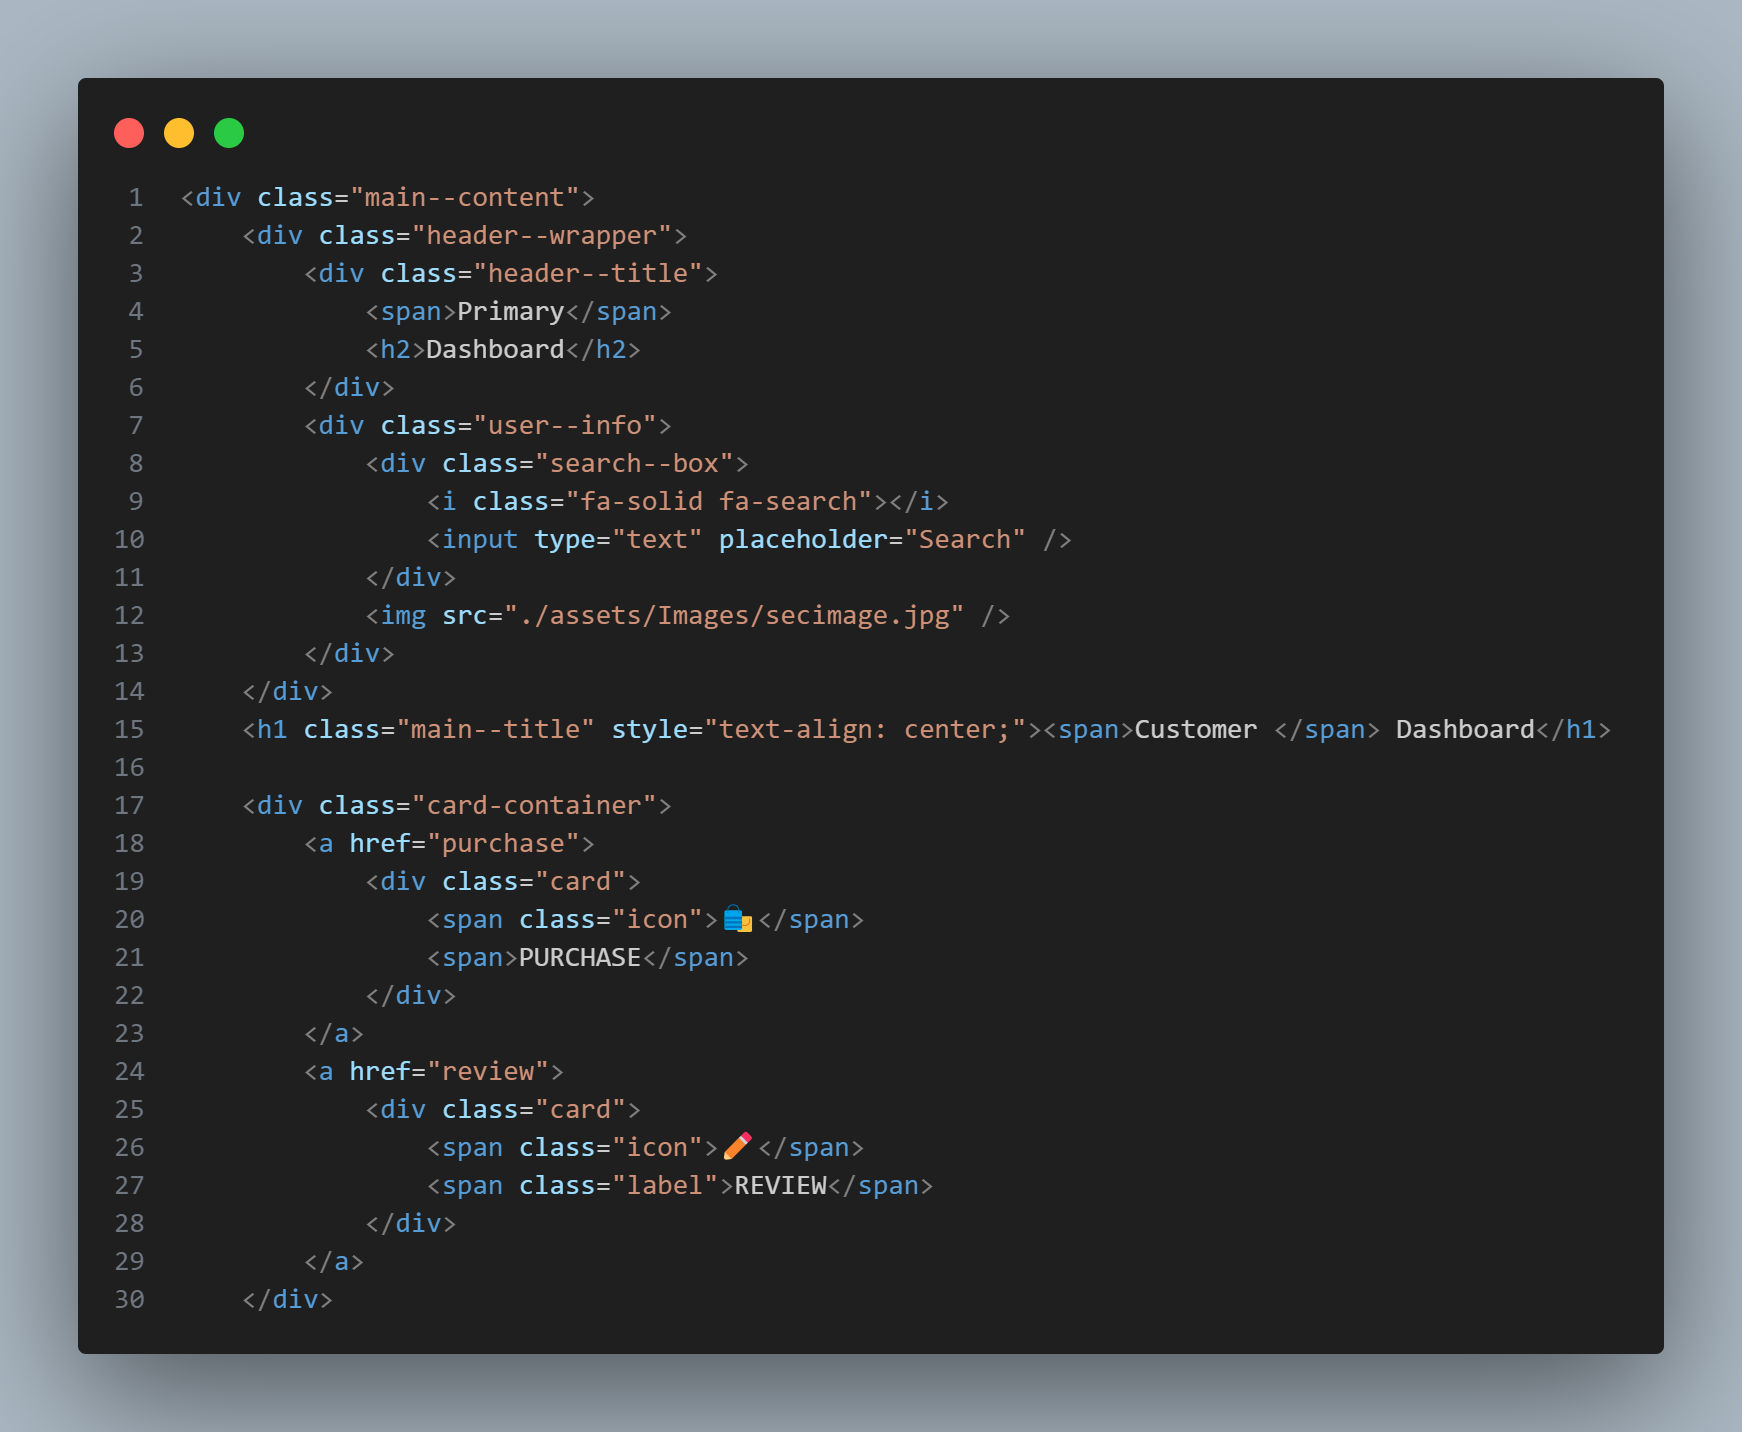 1 <div class="main--content">
2     <div class="header--wrapper">
3         <div class="header--title">
4             <span>Primary</span>
5             <h2>Dashboard</h2>
6         </div>
7         <div class="user--info">
8             <div class="search--box">
9                 <i class="fa-solid fa-search"></i>
10                 <input type="text" placeholder="Search" />
11             </div>
12             <img src="./assets/Images/secimage.jpg" />
13         </div>
14     </div>
15     <h1 class="main--title" style="text-align: center;"><span>Customer </span> Dashboard</h1>
16
17     <div class="card-container">
18         <a href="purchase">
19             <div class="card">
20                 <span class="icon">🛍️</span>
21                 <span>PURCHASE</span>
22             </div>
23         </a>
24         <a href="review">
25             <div class="card">
26                 <span class="icon">✏️</span>
27                 <span class="label">REVIEW</span>
28             </div>
29         </a>
30     </div>